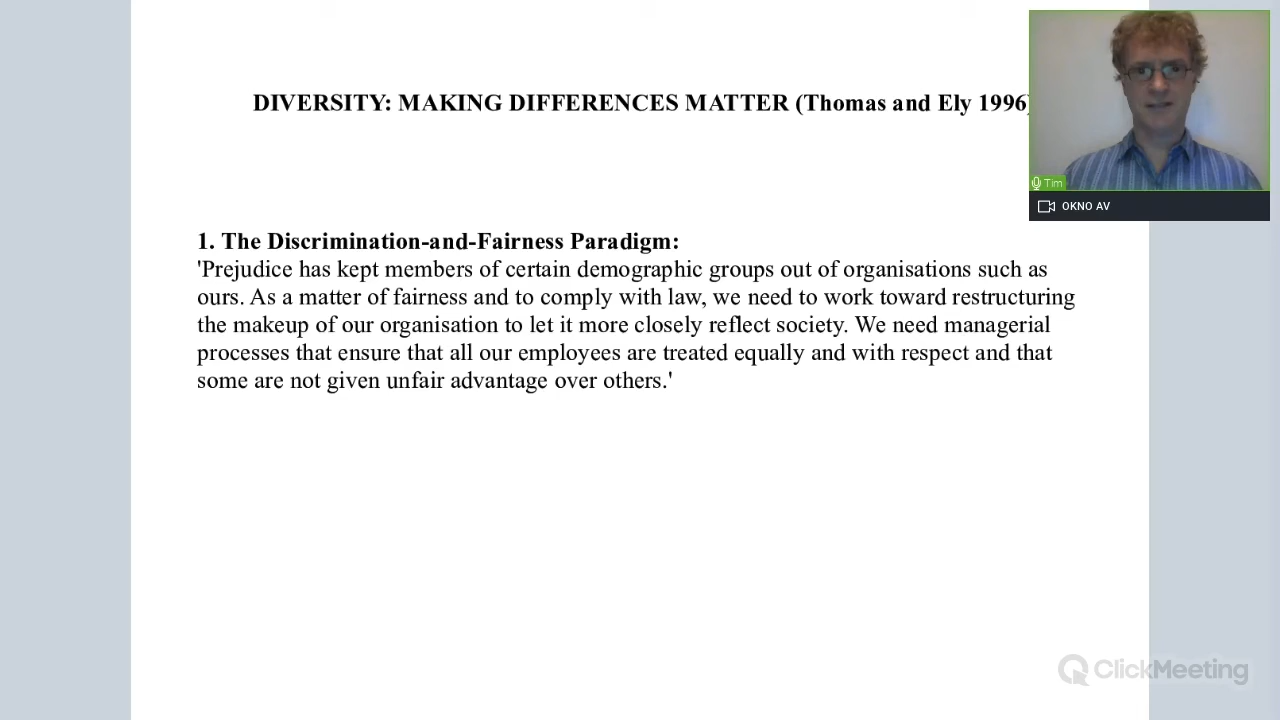 DIVERSITY: MAKING DIFFERENCES MATTER (Thomas and Ely 1996)
Tim
OKNO AV
1. The Discrimination-and-Fairness Paradigm:
'Prejudice has kept members of certain demographic groups out of organisations such as
ours. As a matter of fairness and to comply with law, we need to work toward restructuring
the makeup of our organisation to let it more closely reflect society. We need managerial
processes that ensure that all our employees are treated equally and with respect and that
some are not given unfair advantage over others.'
ClickMeeting